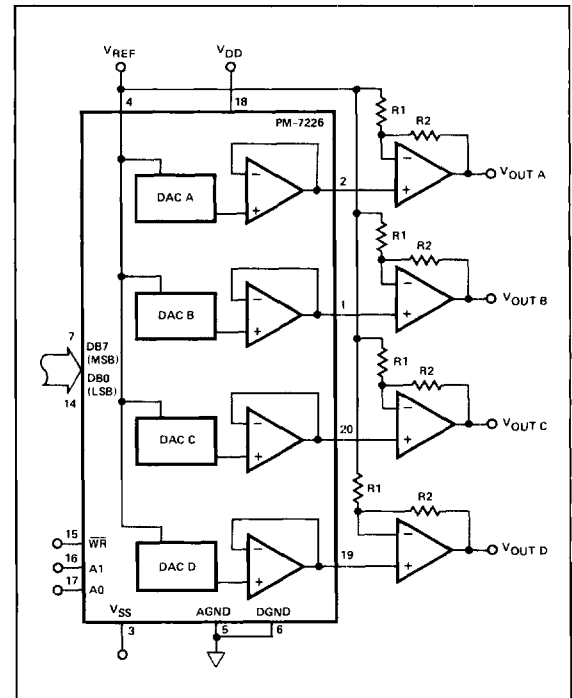 VREF
VDD
4
18
PM-7226
R1
R2
DAC A
−
+
2
−
+
VOUT A
R1
R2
DAC B
−
+
1
−
+
VOUT B
7
DB7
(MSB)
DB0
(LSB)
14
R1
R2
DAC C
−
+
20
−
+
VOUT C
R1
R2
DAC D
−
+
19
−
+
VOUT D
15
WR
16
A1
17
A0
VSS
3
AGND
5
DGND
6